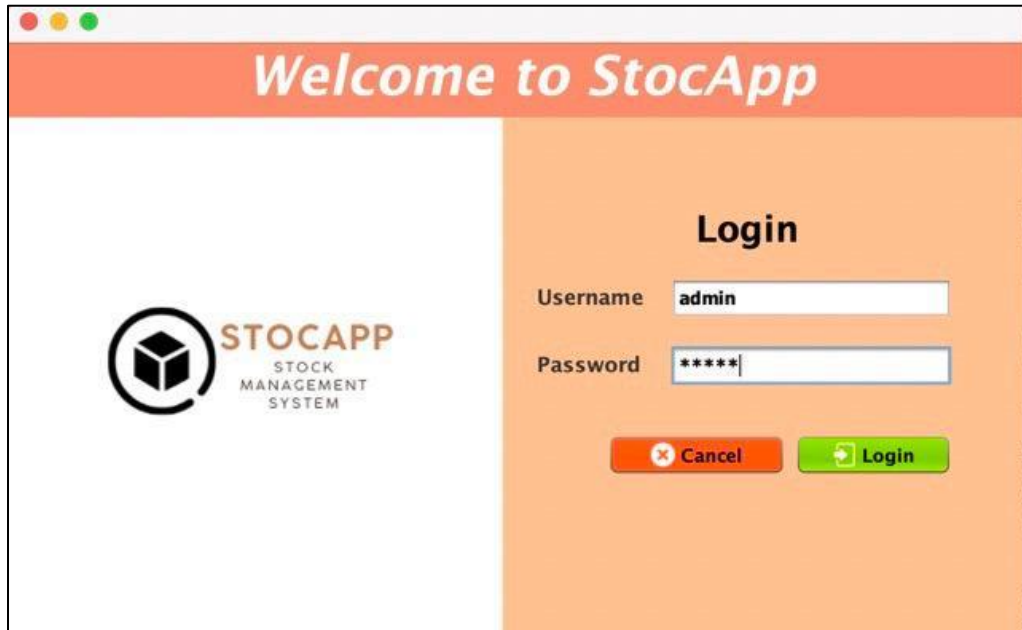 Welcome to StocApp
STOCAPP
STOCK
MANAGEMENT
SYSTEM
Login
Username admin
Password *****
Cancel Login